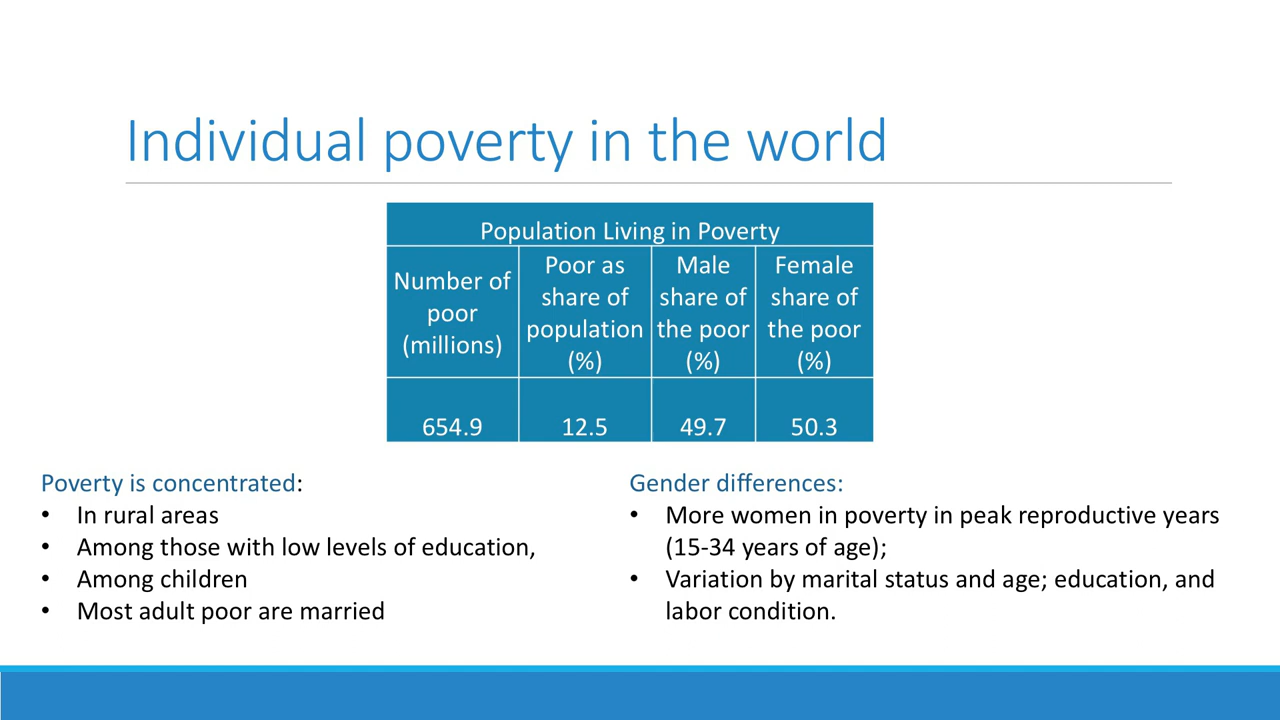 Individual poverty in the world
Population Living in Poverty
Number of
poor
(millions)
Poor as
share of
population
(%)
Male
share of
the poor
(%)
Female
share of
the poor
(%)
654.9
12.5
49.7
50.3
Poverty is concentrated:
• In rural areas
• Among those with low levels of education,
• Among children
• Most adult poor are married
Gender differences:
• More women in poverty in peak reproductive years
(15-34 years of age);
• Variation by marital status and age; education, and
labor condition.